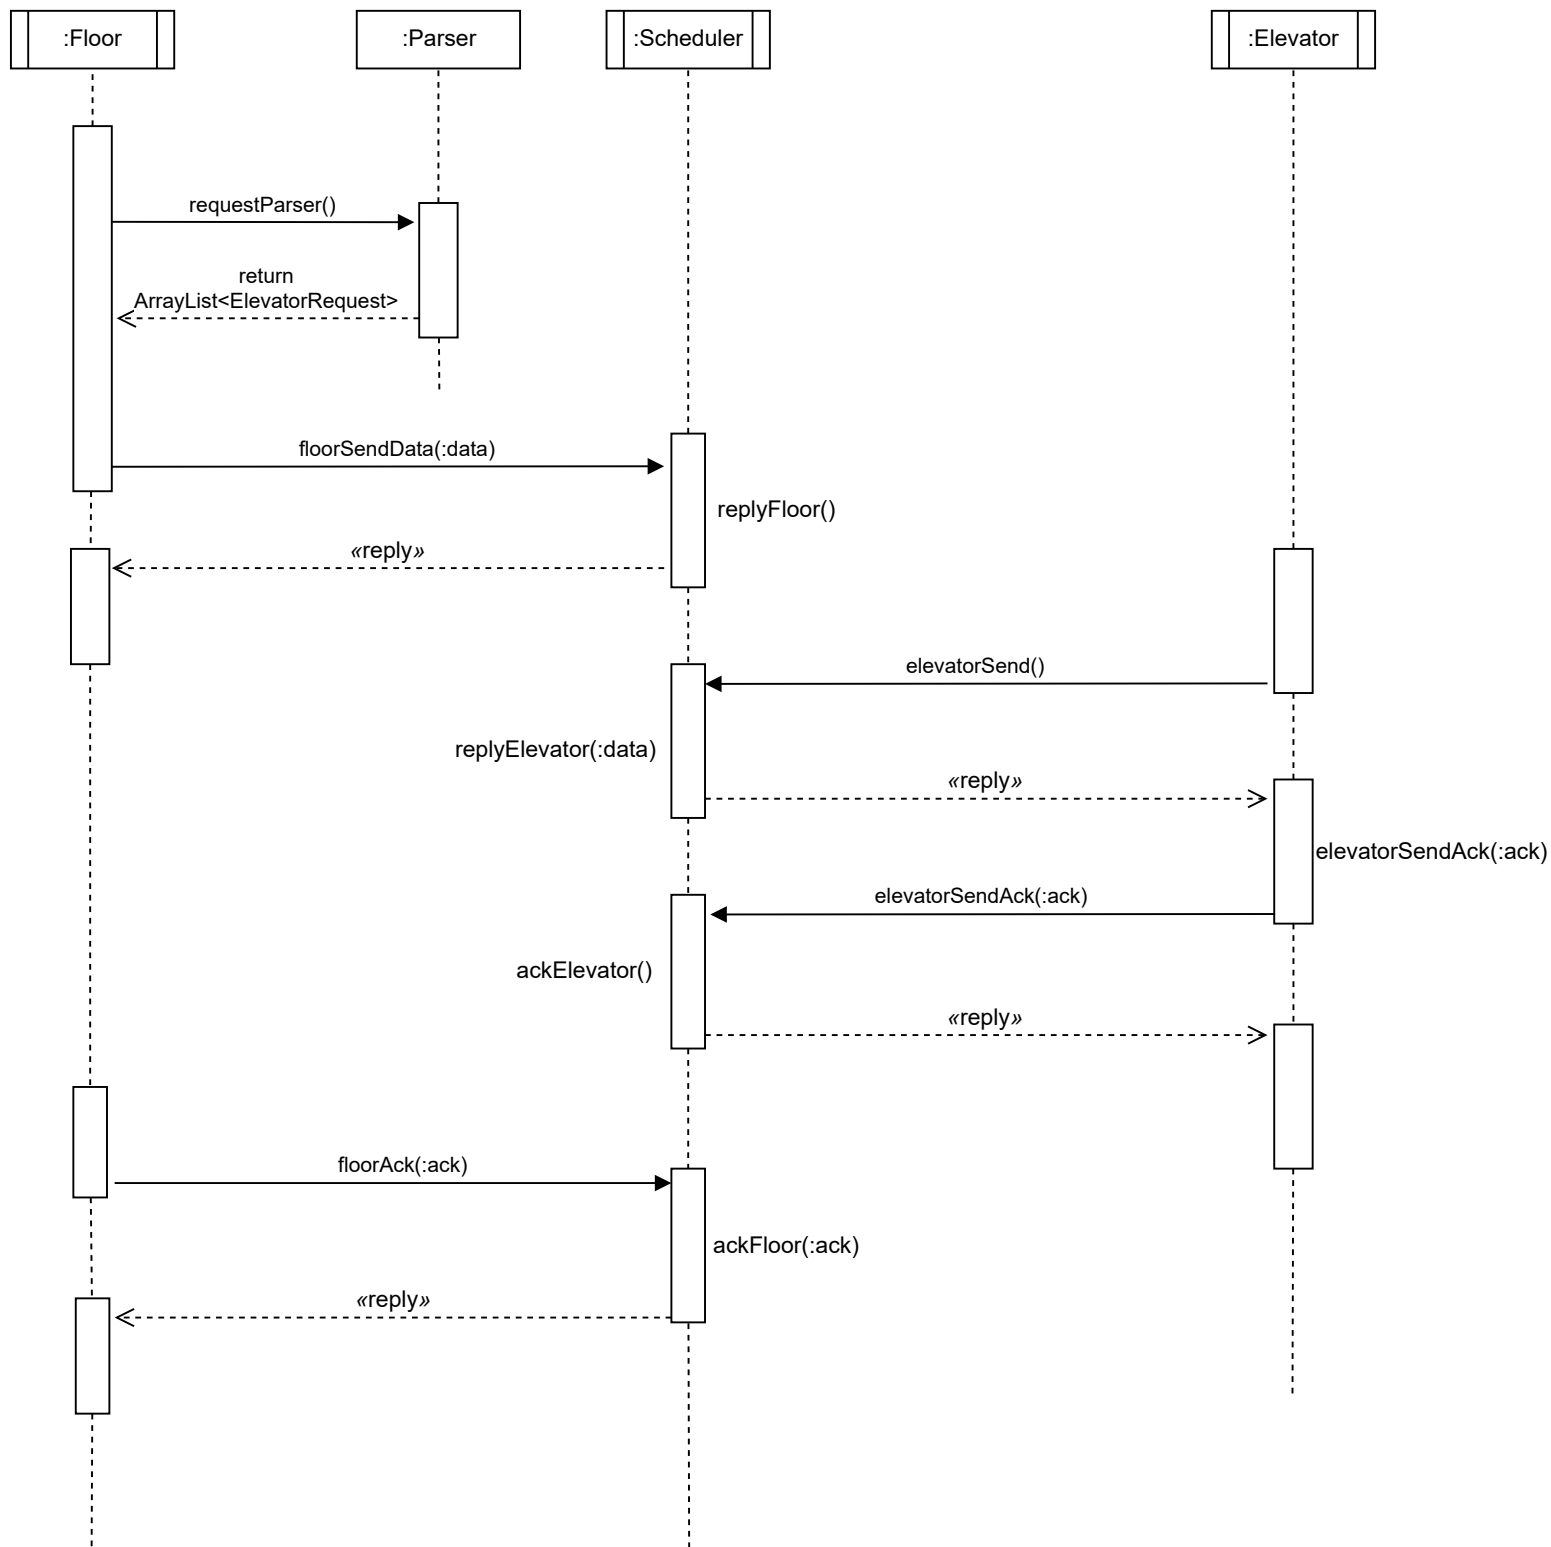 :Floor
:Parser
:Scheduler
:Elevator
requestParser()
return
ArrayList<ElevatorRequest>
floorSendData(:data)
replyFloor()
«reply»
elevatorSend()
replyElevator(:data)
«reply»
elevatorSendAck(:ack)
elevatorSendAck(:ack)
ackElevator()
«reply»
floorAck(:ack)
ackFloor(:ack)
«reply»